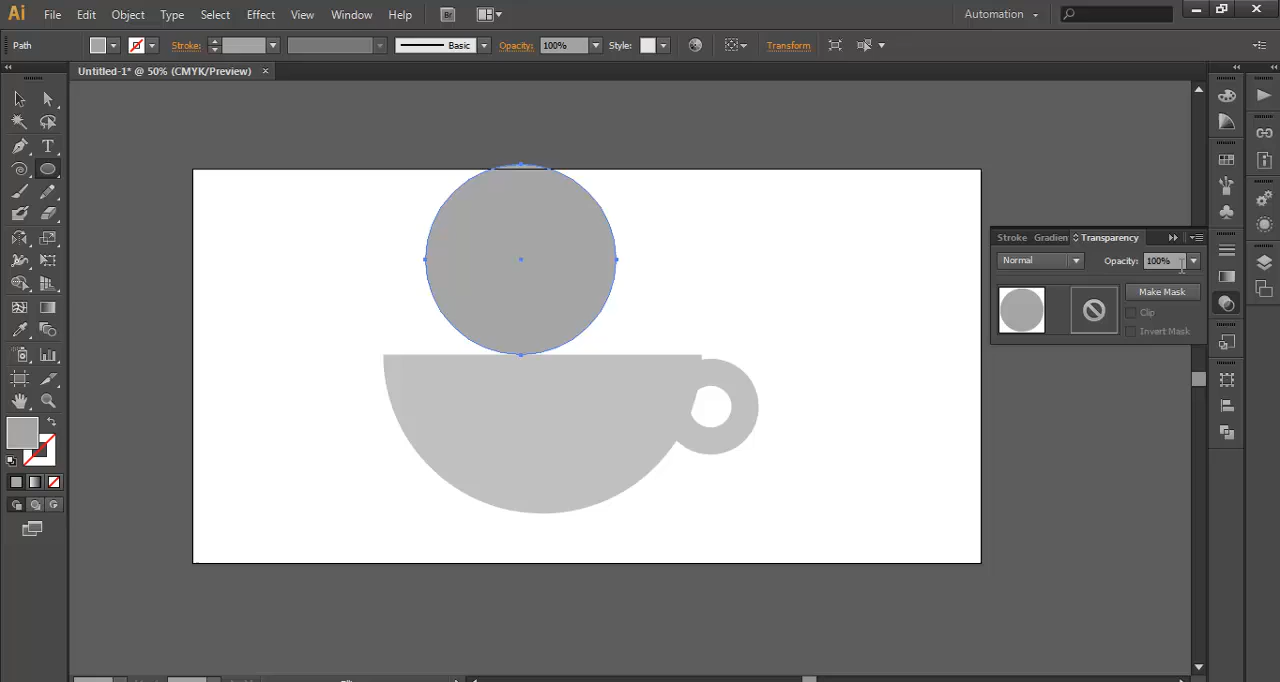 Ai File Edit Object Type Select Effect View Window Help Br Automation
Path Stroke: Basic Opacity: 100% Style: Transform
Untitled-1* @ 50% (CMYK/Preview) ×
Stroke Gradien Transparency
Normal Opacity: 100%
Make Mask
Clip
Invert Mask
T